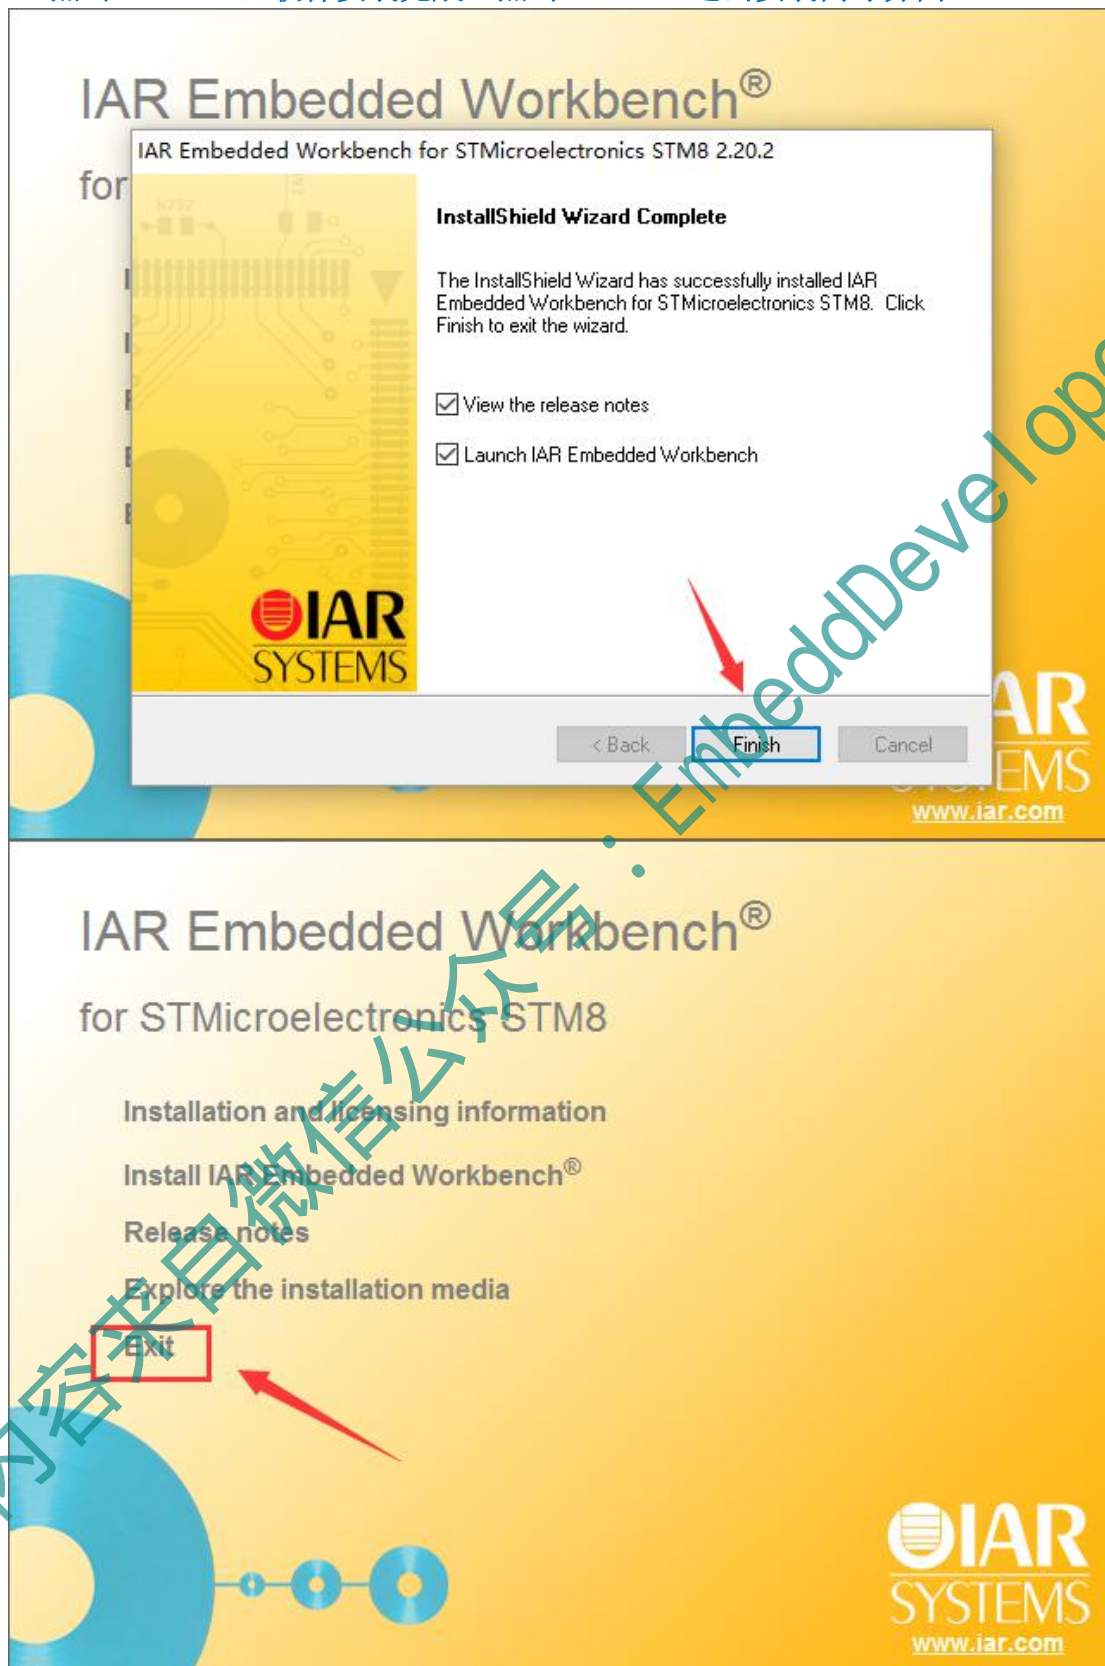 IAR Embedded Workbench®
IAR Embedded Workbench for STMicroelectronics STM8 2.20.2
for
InstallShield Wizard Complete
The InstallShield Wizard has successfully installed IAR
Embedded Workbench for STMicroelectronics STM8. Click
Finish to exit the wizard.
View the release notes
Launch IAR Embedded Workbench
IAR
SYSTEMS
< Back
Finish
Cancel
AR
EMS
www.iar.com
IAR Embedded Workbench®
for STMicroelectronics STM8
Installation and licensing information
Install IAR Embedded Workbench®
Release notes
Explore the installation media
Exit
IAR
SYSTEMS
www.iar.com
内容来自微信公众号：EmbeddDevelop